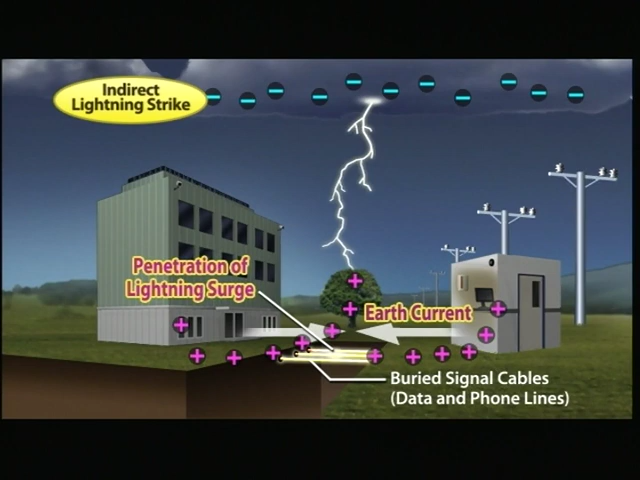 Indirect
Lightning Strike
Penetration of
Lightning Surge
Earth Current
Buried Signal Cables
(Data and Phone Lines)